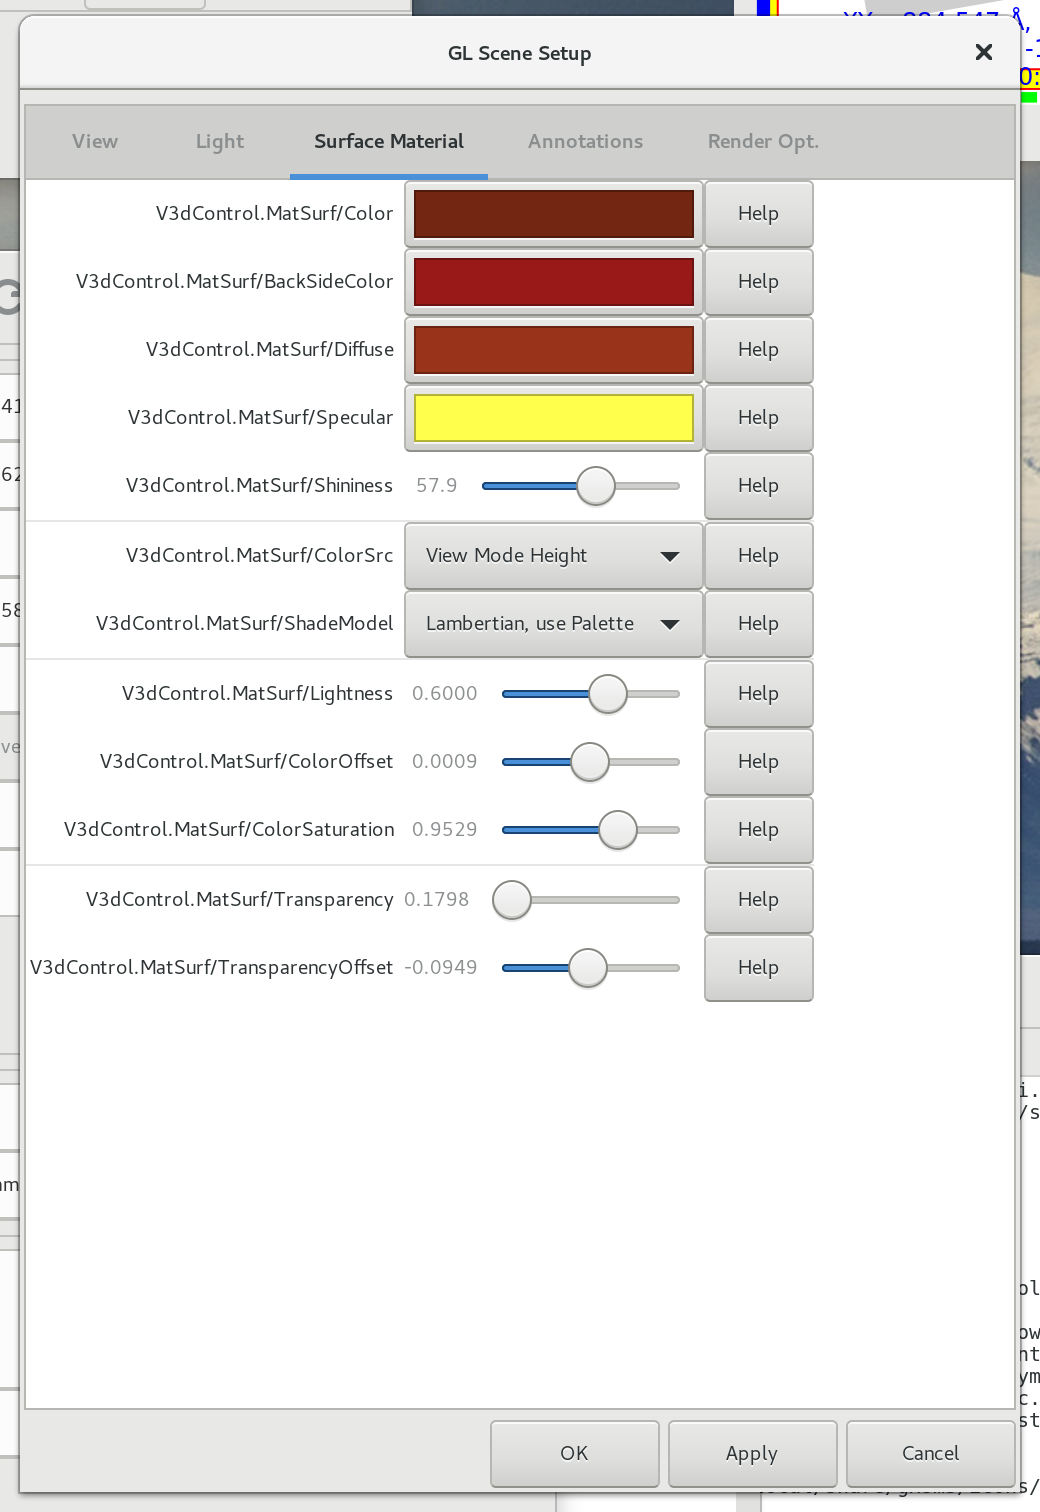 GL Scene Setup
View Light Surface Material Annotations Render Opt.
V3dControl.MatSurf/Color Help
V3dControl.MatSurf/BackSideColor Help
V3dControl.MatSurf/Diffuse Help
V3dControl.MatSurf/Specular Help
V3dControl.MatSurf/Shininess 57.9 Help
V3dControl.MatSurf/ColorSrc View Mode Height Help
V3dControl.MatSurf/ShadeModel Lambertian, use Palette Help
V3dControl.MatSurf/Lightness 0.6000 Help
V3dControl.MatSurf/ColorOffset 0.0009 Help
V3dControl.MatSurf/ColorSaturation 0.9529 Help
V3dControl.MatSurf/Transparency 0.1798 Help
V3dControl.MatSurf/TransparencyOffset -0.0949 Help
OK Apply Cancel